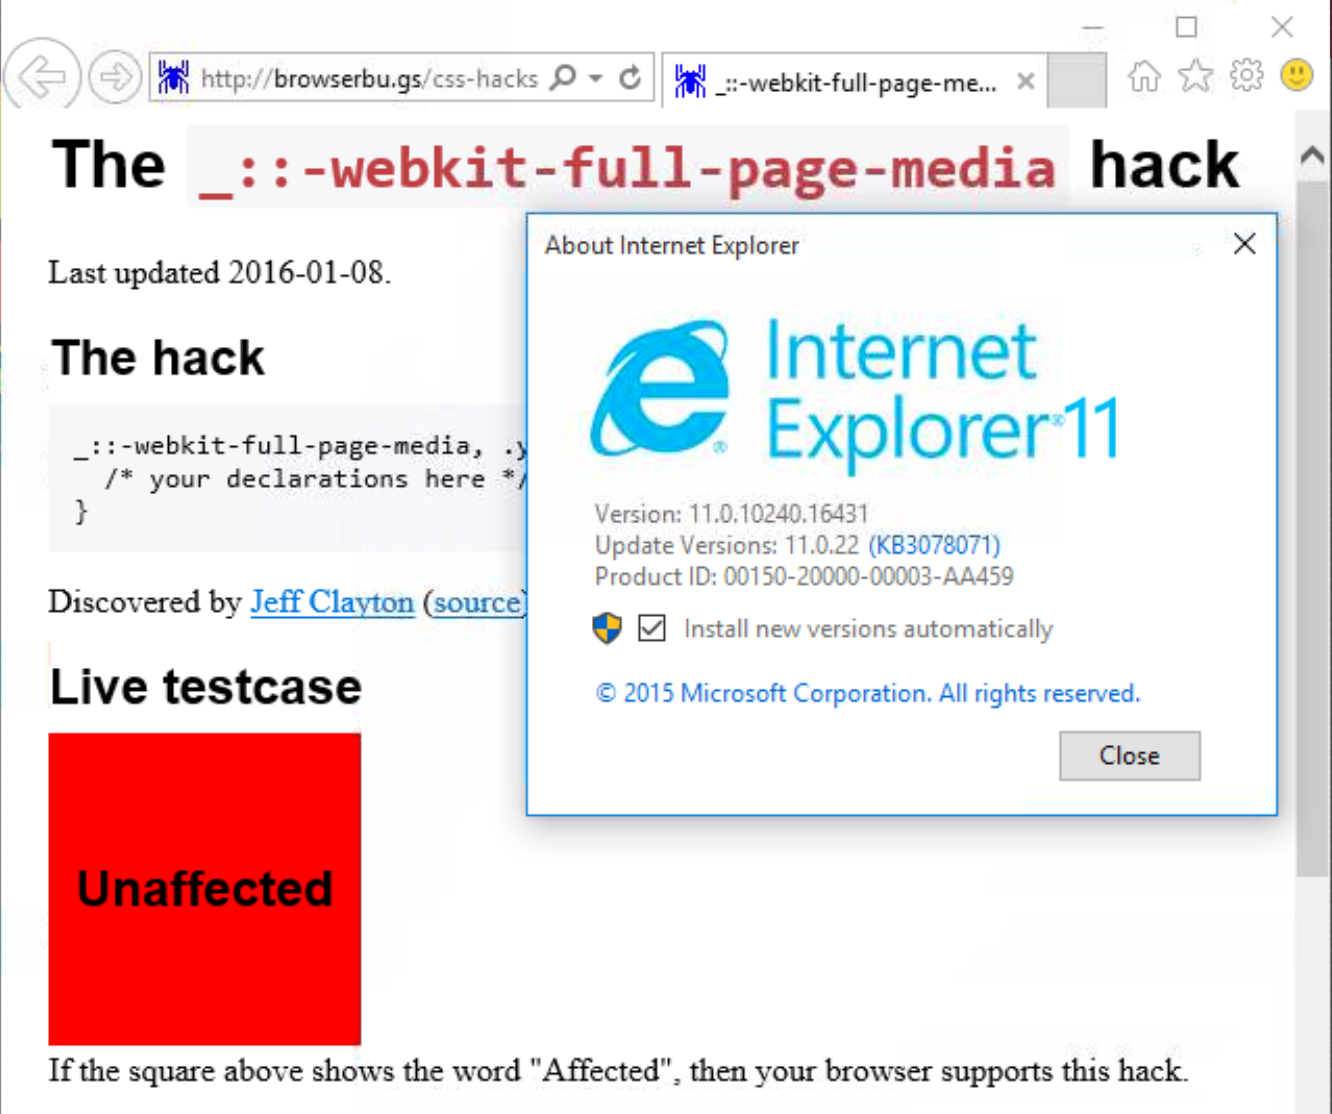 http://browserbu.gs/css-hacks
_::-webkit-full-page-me...
The _::-webkit-full-page-media hack
Last updated 2016-01-08.
The hack
_::-webkit-full-page-media, .y
/* your declarations here */
}
Discovered by Jeff Clayton (source)
Live testcase
Unaffected
If the square above shows the word "Affected", then your browser supports this hack.
About Internet Explorer
Internet
Explorer®11
Version: 11.0.10240.16431
Update Versions: 11.0.22 (KB3078071)
Product ID: 00150-20000-00003-AA459
Install new versions automatically
© 2015 Microsoft Corporation. All rights reserved.
Close